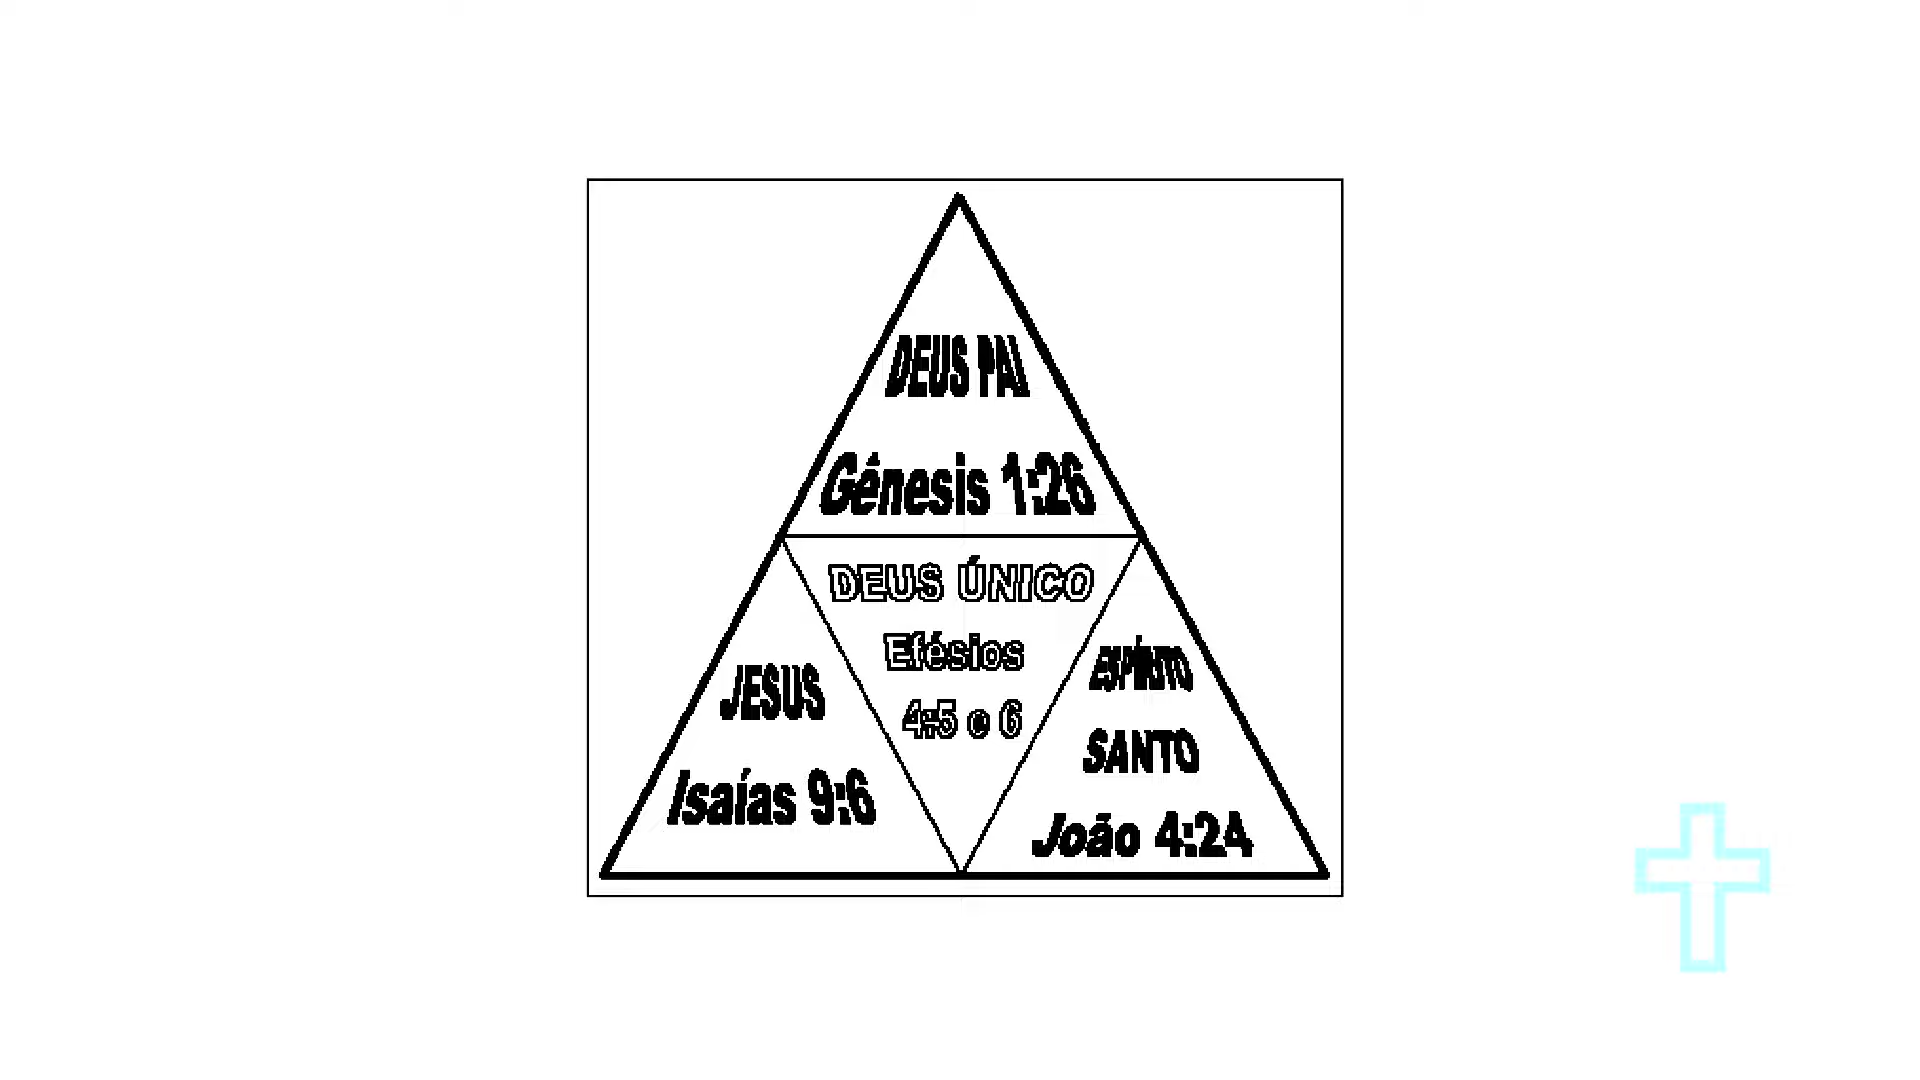 DEUS PAI
Gênesis 1:26
DEUS ÚNICO
Efésios
4:5 e 6
JESUS
Isaías 9:6
ESPÍRITO
SANTO
João 4:24